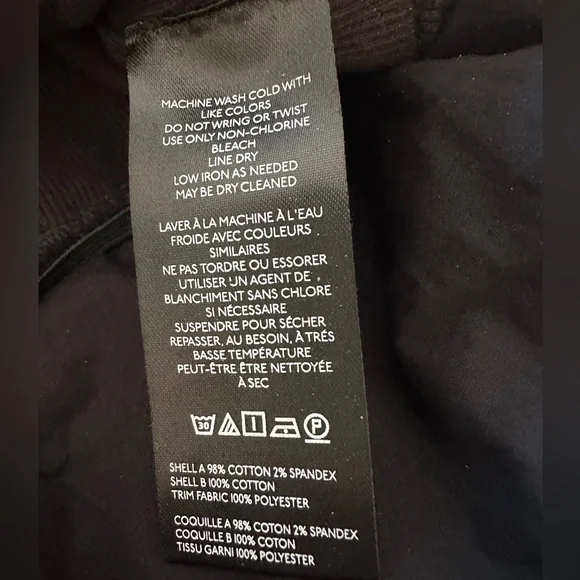 MACHINE WASH COLD WITH
LIKE COLORS
DO NOT WRING OR TWIST
USE ONLY NON-CHLORINE
BLEACH
LINE DRY
LOW IRON AS NEEDED
MAY BE DRY CLEANED
LAVER À LA MACHINE À L'EAU
FROIDE AVEC COULEURS
SIMILAIRES
NE PAS TORDRE OU ESSORER
UTILISER UN AGENT DE
BLANCHIMENT SANS CHLORE
SI NÉCESSAIRE
SUSPENDRE POUR SÉCHER
REPASSER, AU BESOIN, À TRÉS
BASSE TEMPÉRATURE
PEUT-ÊTRE ÊTRE NETTOYÉE
À SEC
30 P
SHELL A 98% COTTON 2% SPANDEX
SHELL B 100% COTTON
TRIM FABRIC 100% POLYESTER
COQUILLE A 98% COTON 2% SPANDEX
COQUILLE B 100% COTON
TISSU GARNI 100% POLYESTER